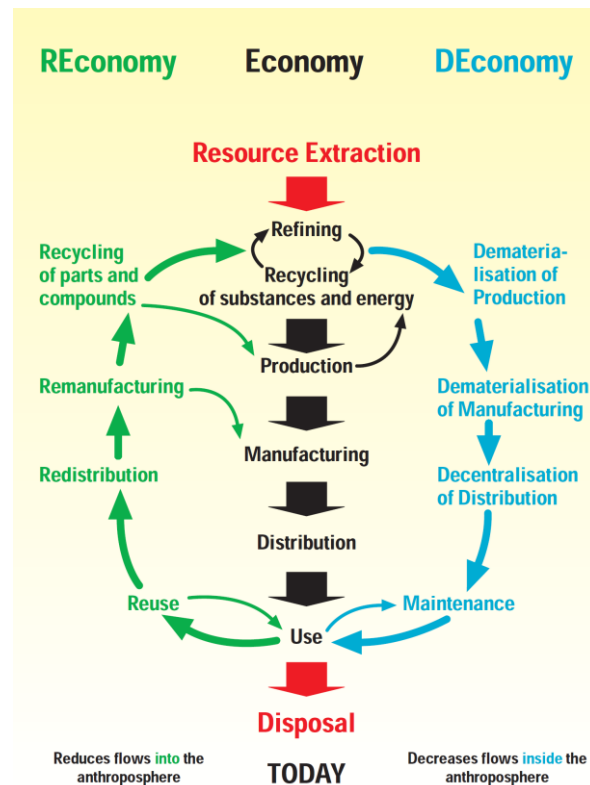 REconomy
Economy
DEconomy
Resource Extraction
Refining
Recycling
of parts and
compounds
Recycling
of substances and energy
Demateria-
lisation of
Production
Production
Remanufacturing
Dematerialisation
of Manufacturing
Manufacturing
Redistribution
Decentralisation
of Distribution
Distribution
Reuse
Maintenance
Use
Disposal
Reduces flows into the
anthroposphere
TODAY
Decreases flows inside the
anthroposphere